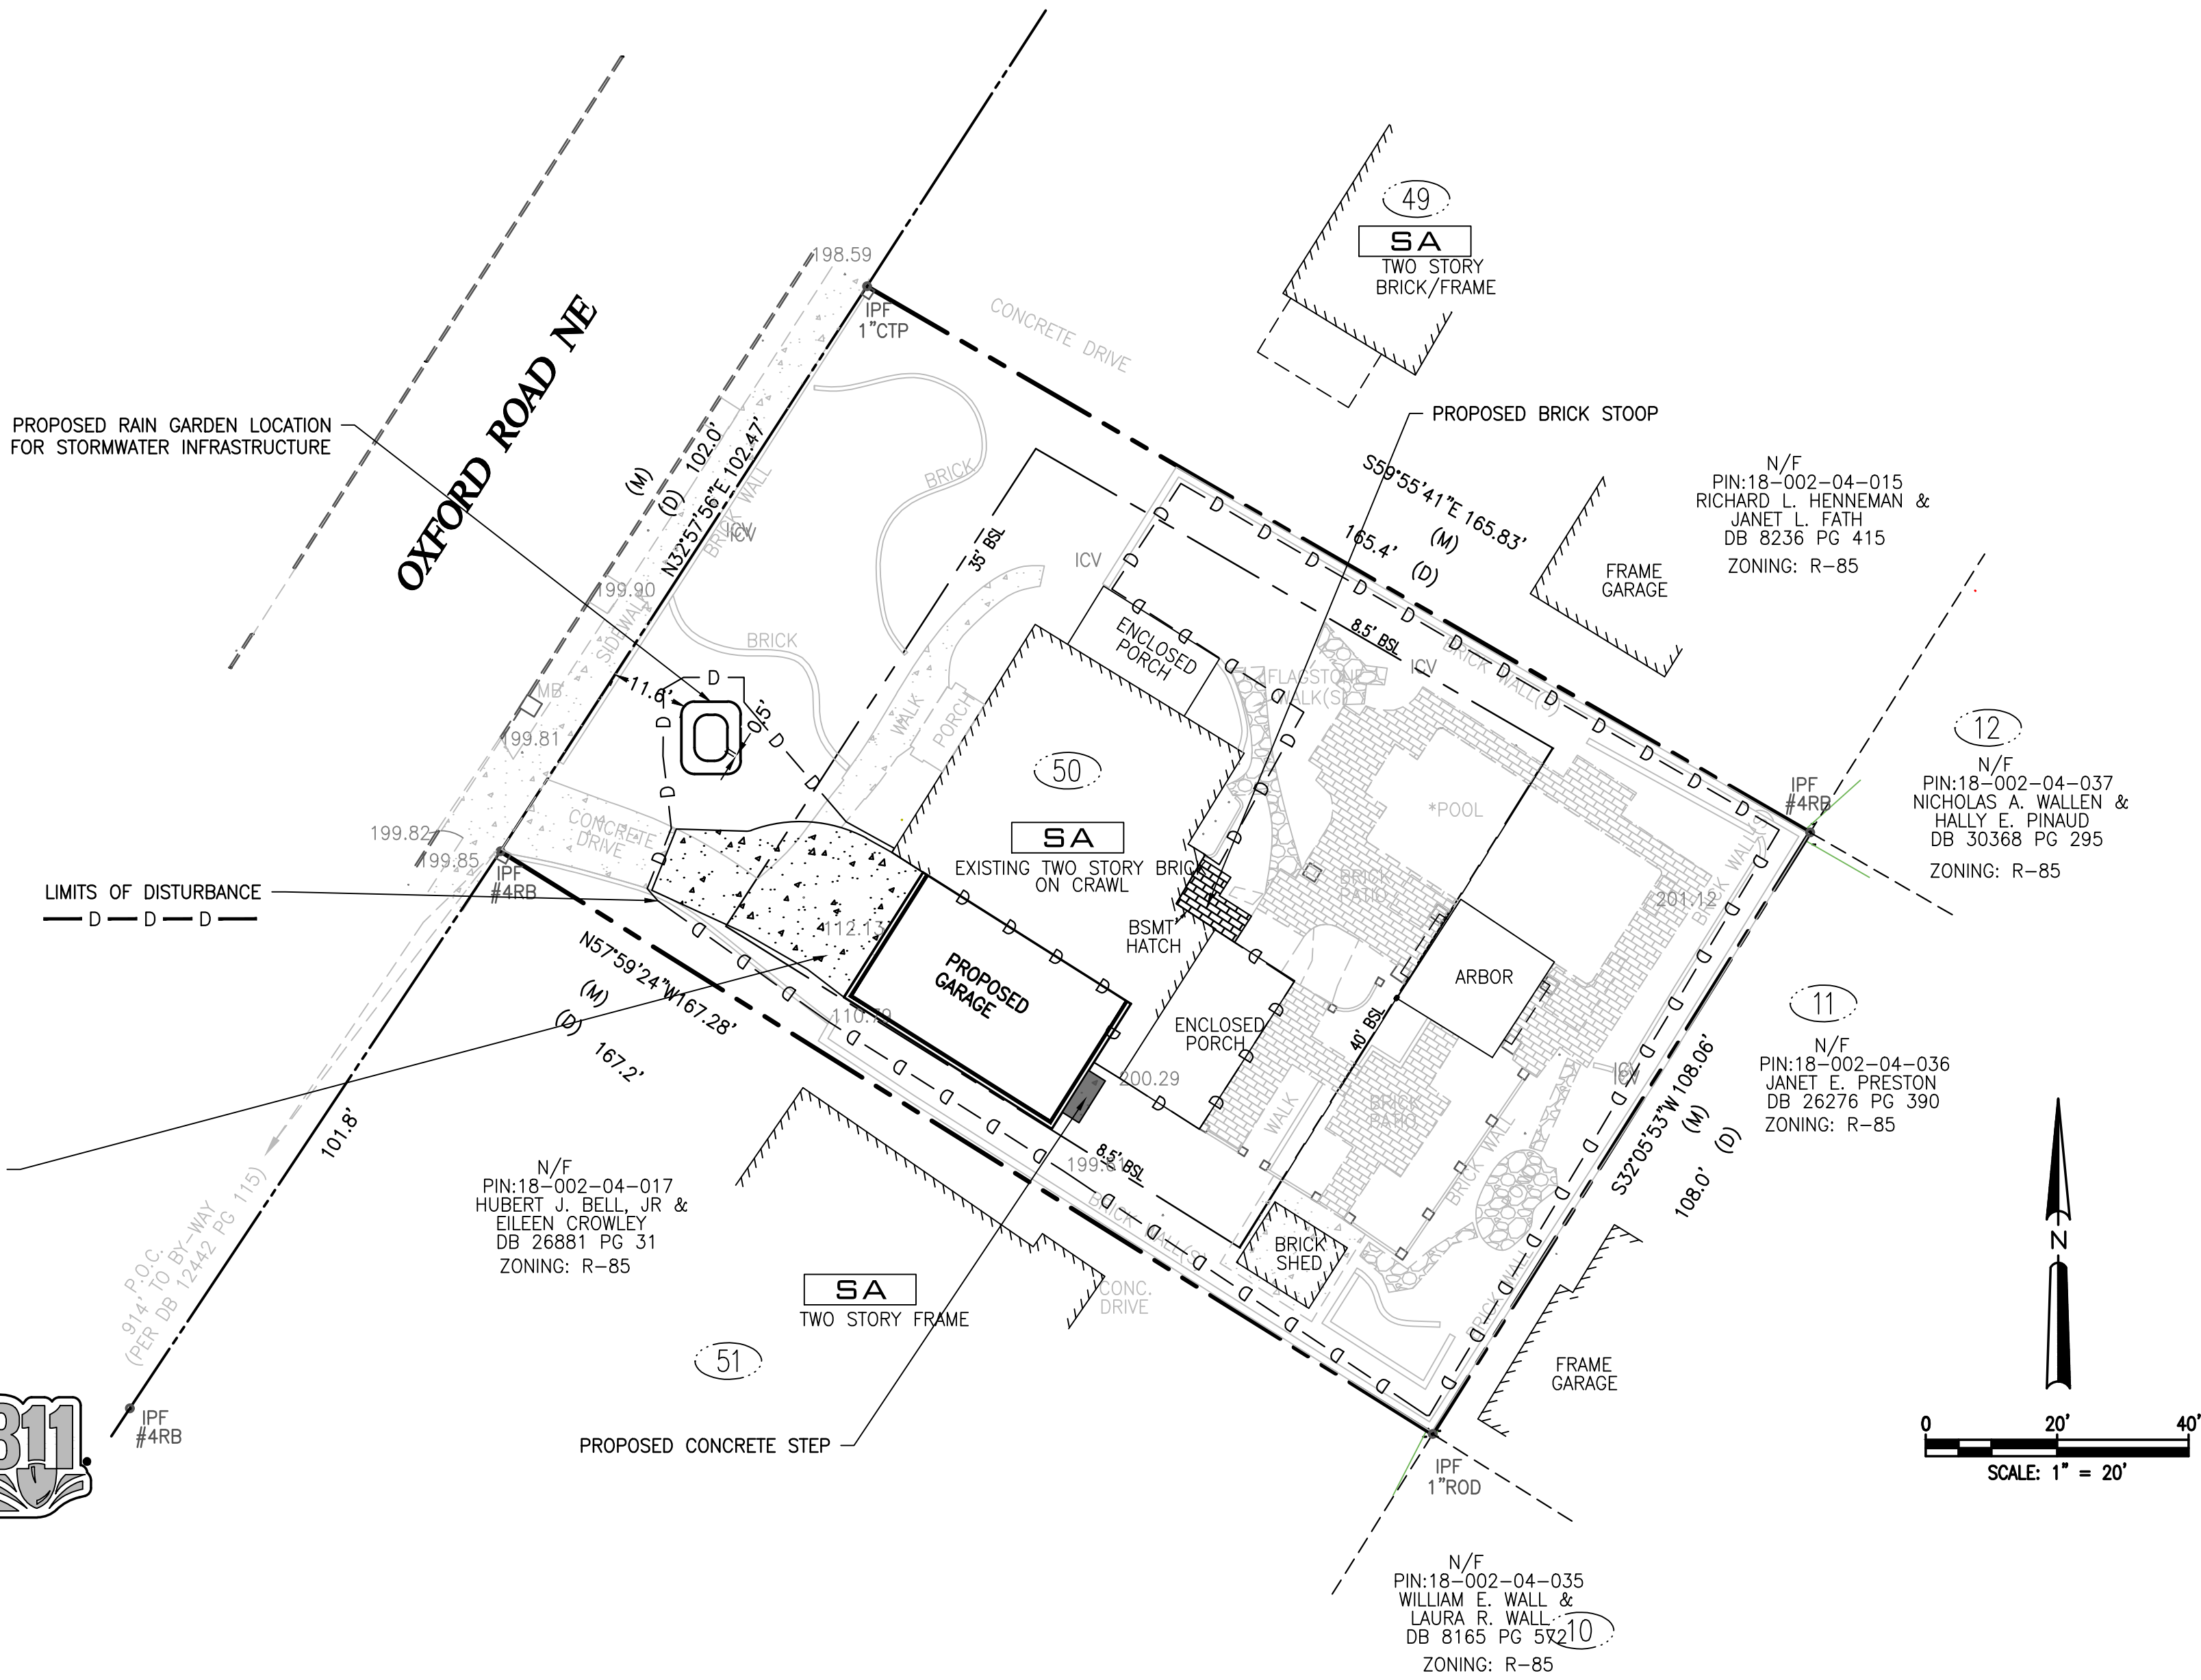 198.59
IPF
1"CTP
CONCRETE DRIVE
49
SA
TWO STORY
BRICK/FRAME
OXFORD ROAD NE
PROPOSED RAIN GARDEN LOCATION
FOR STORMWATER INFRASTRUCTURE
PROPOSED BRICK STOOP
(M)
(D)
102.0'
N32°57'56"E 102.47'
BRICK WALL
ICV
BRICK
35' BSL
ICV
S59°55'41"E 165.83'
(M)
165.4'
(D)
N/F
PIN:18-002-04-015
RICHARD L. HENNEMAN &
JANET L. FATH
DB 8236 PG 415
ZONING: R-85
FRAME
GARAGE
199.90
SIDEWALK
BRICK
ENCLOSED
PORCH
8.5' BSL
ICV
BRICK WALL(S)
FLAGSTONE
WALK(S)
MB
11.6'
D
0.5'
WALK
PORCH
199.81
50
SA
EXISTING TWO STORY BRICK
ON CRAWL
*POOL
IPF
#4RB
12
N/F
PIN:18-002-04-037
NICHOLAS A. WALLEN &
HALLY E. PINAUD
DB 30368 PG 295
ZONING: R-85
199.82
199.85
CONCRETE
DRIVE
IPF
#4RB
LIMITS OF DISTURBANCE
D D D
BRICK
PATIO
201.12
BRICK WALL(S)
112.13
BSMT
HATCH
PROPOSED
GARAGE
ARBOR
N57°59'24"W 167.28'
(M)
(D)
167.2'
110.79
ENCLOSED
PORCH
40' BSL
11
N/F
PIN:18-002-04-036
JANET E. PRESTON
DB 26276 PG 390
ZONING: R-85
ICV
200.29
WALK
BRICK
PATIO
BRICK WALL
S32°05'53"W 108.06'
(M)
108.0'
(D)
101.8'
8.5' BSL
199.61
BRICK WALL(S)
N/F
PIN:18-002-04-017
HUBERT J. BELL, JR &
EILEEN CROWLEY
DB 26881 PG 31
ZONING: R-85
P.O.C.
914' TO BY-WAY
(PER DB 12442 PG 115)
BRICK
SHED
BRICK WALL
SA
TWO STORY FRAME
CONC.
DRIVE
51
FRAME
GARAGE
N
811
IPF
#4RB
PROPOSED CONCRETE STEP
0 20' 40'
SCALE: 1" = 20'
IPF
1"ROD
N/F
PIN:18-002-04-035
WILLIAM E. WALL &
LAURA R. WALL
DB 8165 PG 572
10
ZONING: R-85